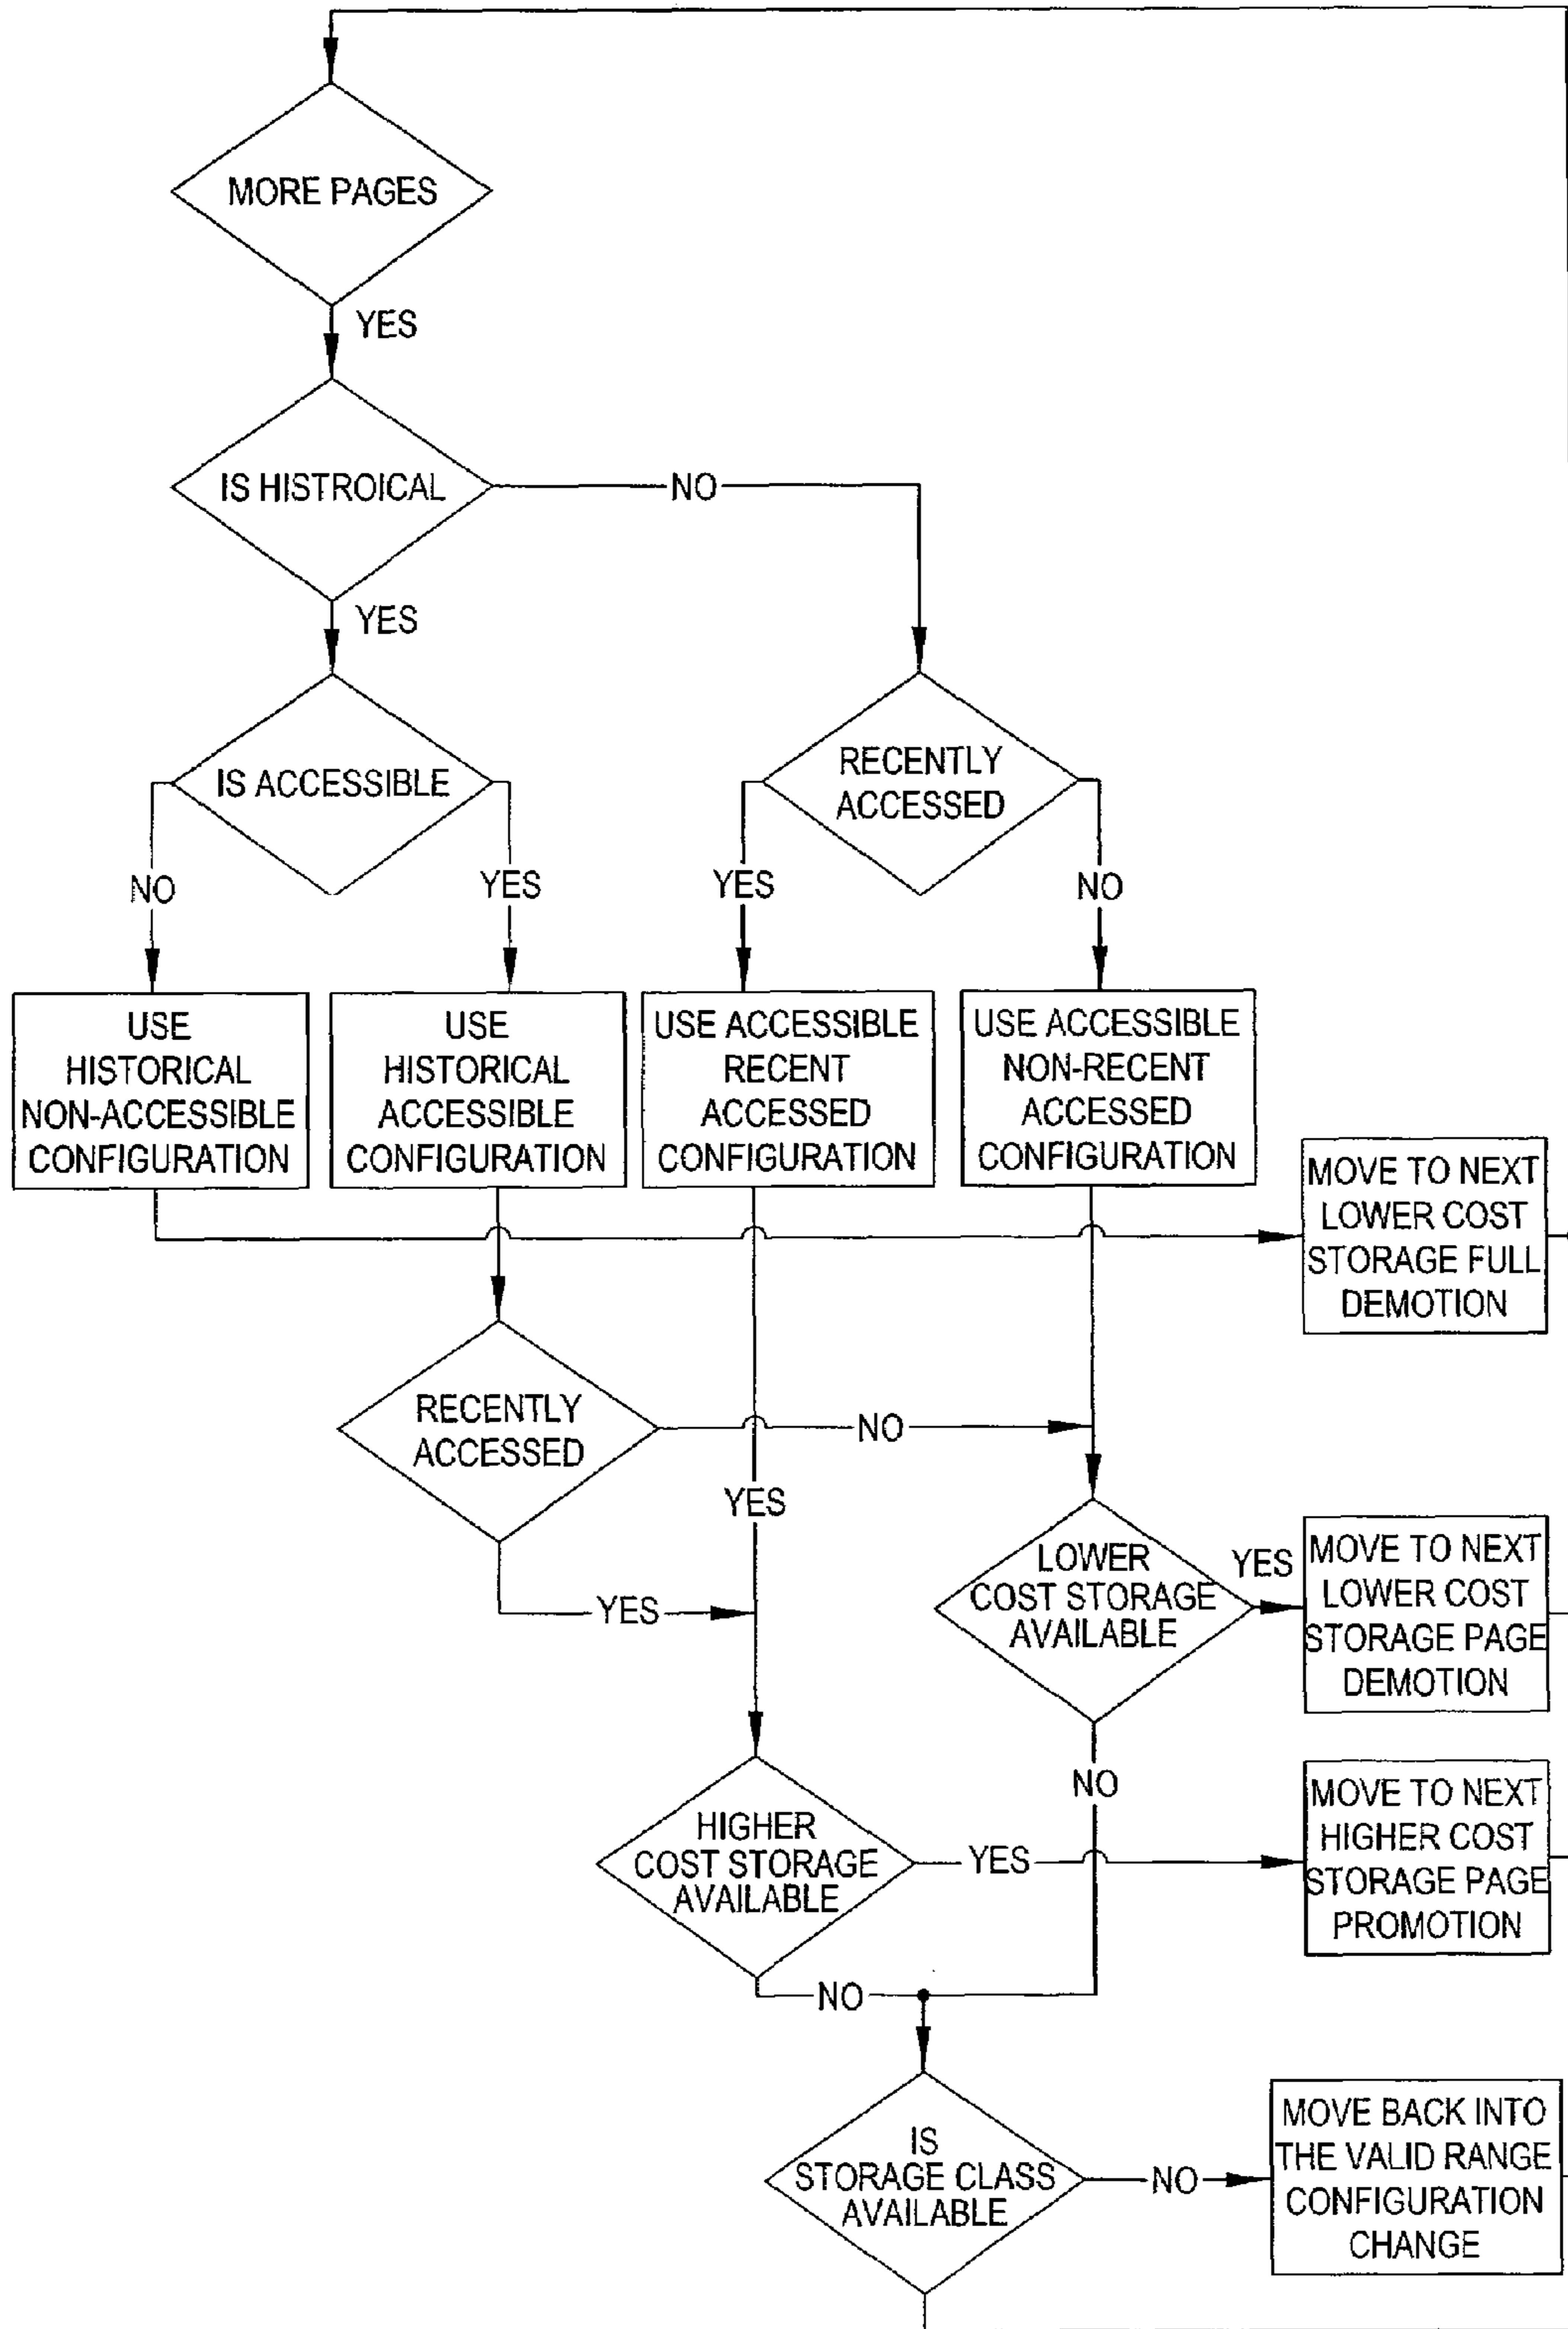 MORE PAGES
YES
IS HISTROICAL
NO
YES
IS ACCESSIBLE
RECENTLY
ACCESSED
NO
YES
YES
NO
USE
HISTORICAL
NON-ACCESSIBLE
CONFIGURATION
USE
HISTORICAL
ACCESSIBLE
CONFIGURATION
USE ACCESSIBLE
RECENT
ACCESSED
CONFIGURATION
USE ACCESSIBLE
NON-RECENT
ACCESSED
CONFIGURATION
MOVE TO NEXT
LOWER COST
STORAGE FULL
DEMOTION
RECENTLY
ACCESSED
NO
YES
YES
LOWER
COST STORAGE
AVAILABLE
YES
MOVE TO NEXT
LOWER COST
STORAGE PAGE
DEMOTION
NO
HIGHER
COST STORAGE
AVAILABLE
YES
MOVE TO NEXT
HIGHER COST
STORAGE PAGE
PROMOTION
NO
IS
STORAGE CLASS
AVAILABLE
NO
MOVE BACK INTO
THE VALID RANGE
CONFIGURATION
CHANGE